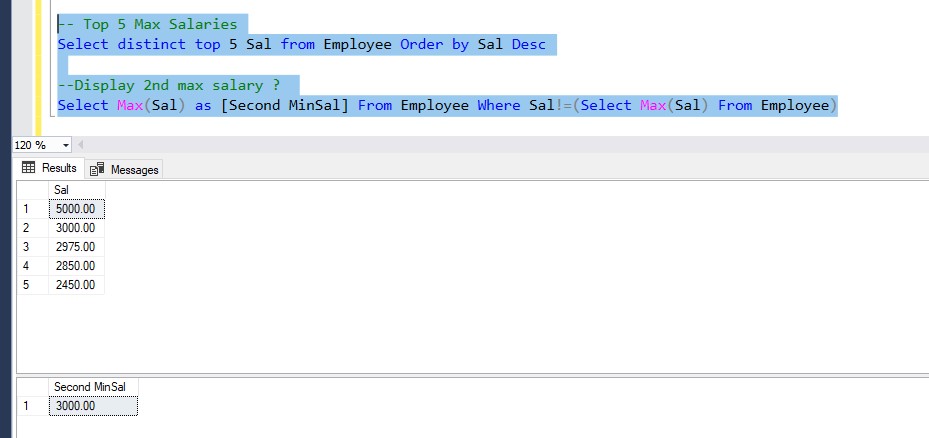 -- Top 5 Max Salaries
Select distinct top 5 Sal from Employee Order by Sal Desc
--Display 2nd max salary ?
Select Max(Sal) as [Second MinSal] From Employee Where Sal!=(Select Max(Sal) From Employee)
120 %
Results Messages
Sal
1 5000.00
2 3000.00
3 2975.00
4 2850.00
5 2450.00
Second MinSal
1 3000.00